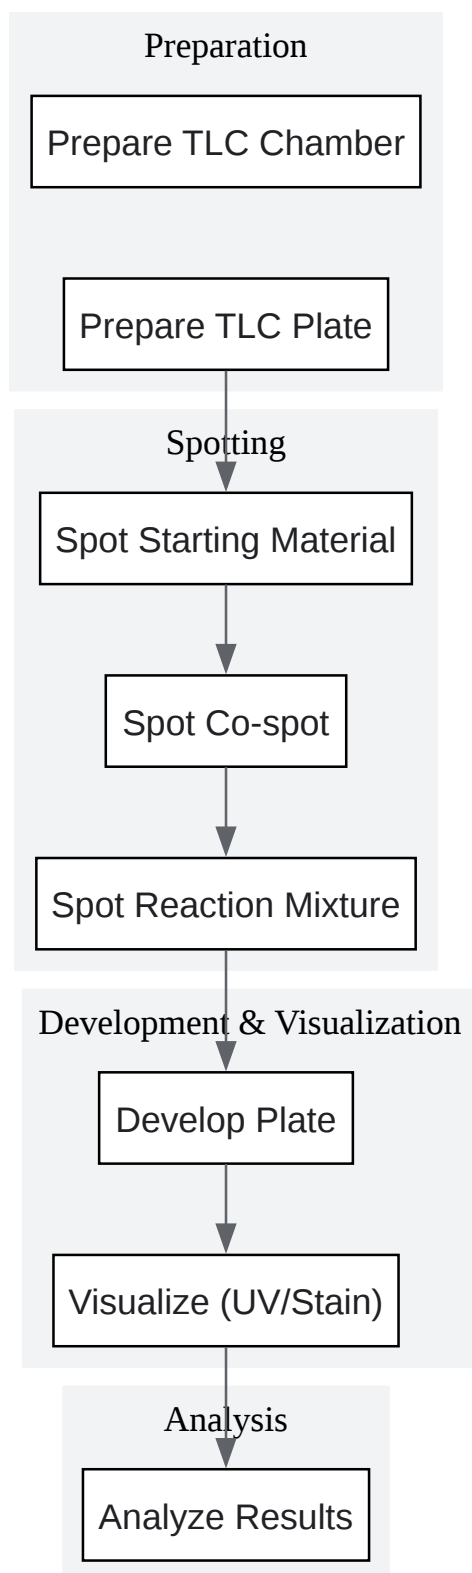 Preparation
Prepare TLC Chamber
Prepare TLC Plate
Spotting
Spot Starting Material
Spot Co-spot
Spot Reaction Mixture
Development & Visualization
Develop Plate
Visualize (UV/Stain)
Analysis
Analyze Results